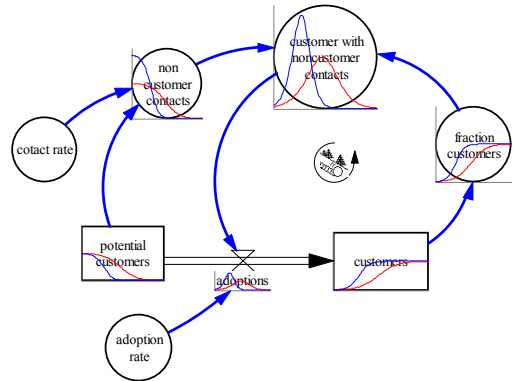 non
customer
contacts
customer with
noncustomer
contacts
cotact rate
fraction
customers
potential
customers
customers
adoptions
adoption
rate